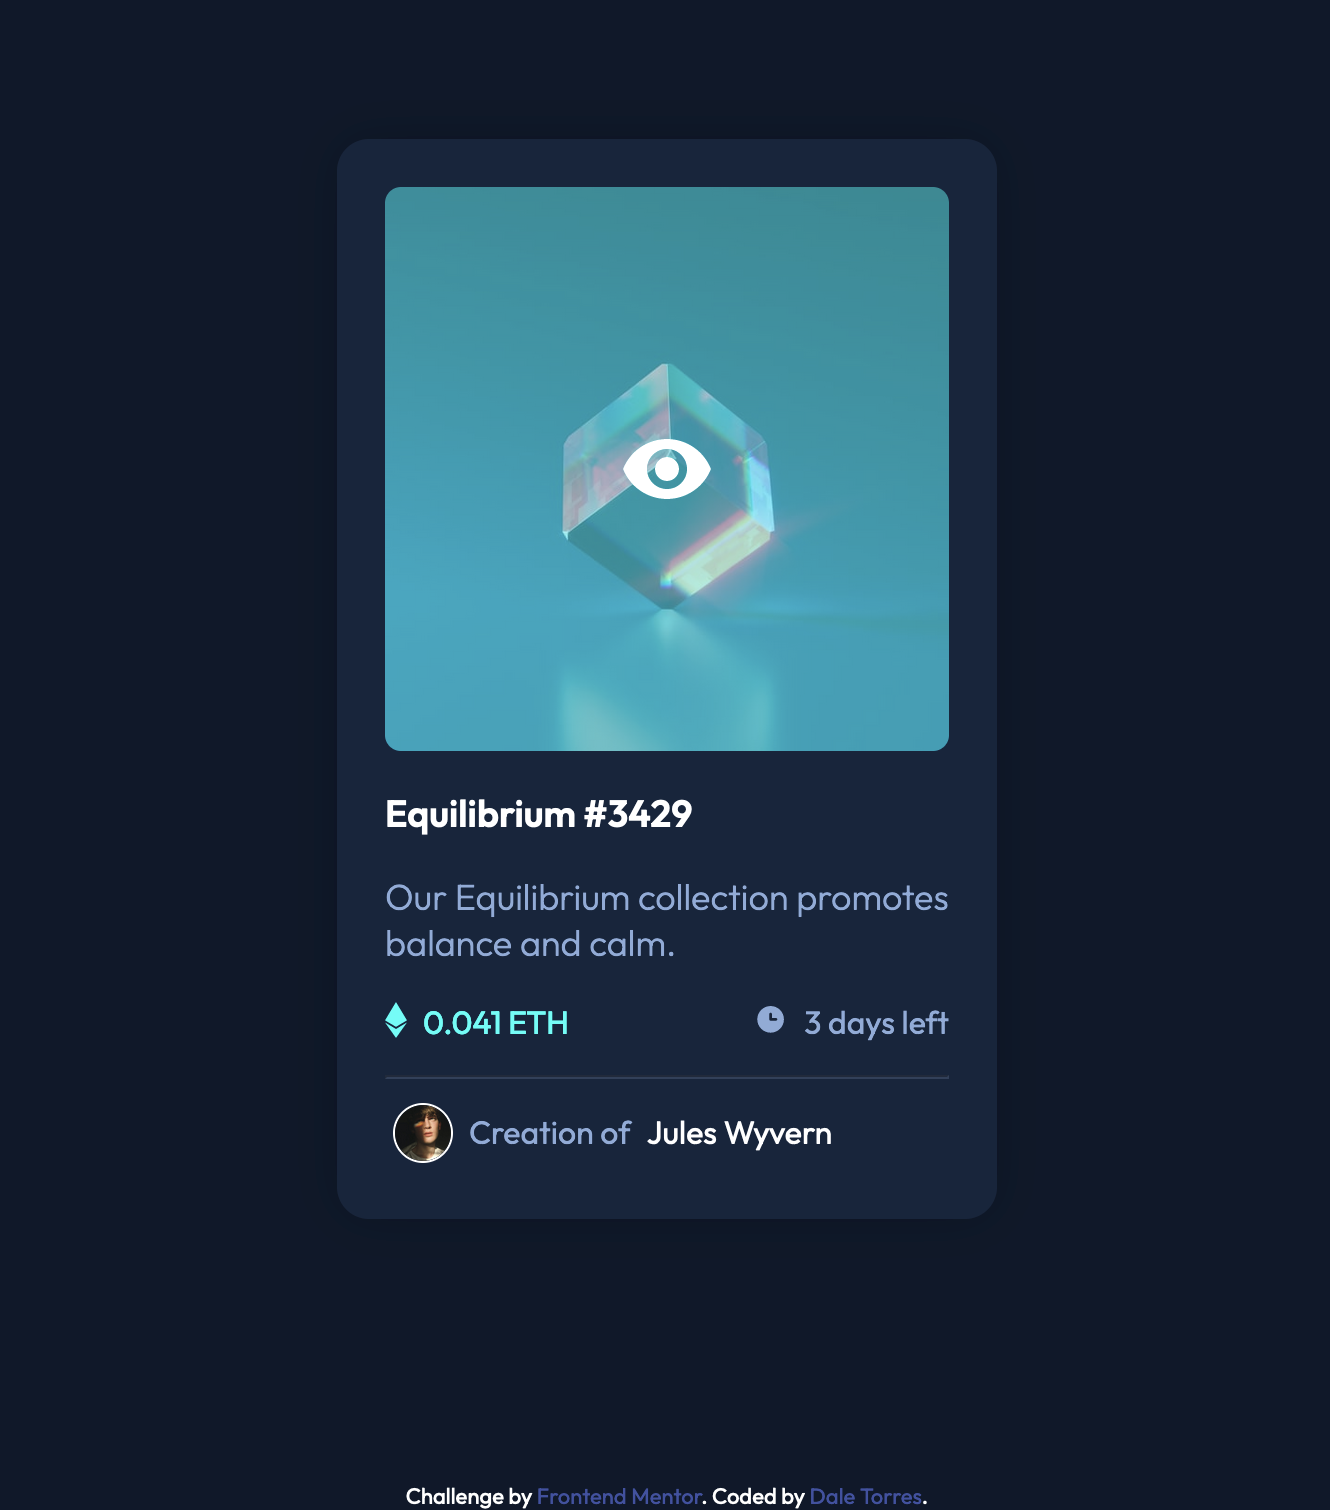 Equilibrium #3429
Our Equilibrium collection promotes
balance and calm.
0.041 ETH
3 days left
Creation of Jules Wyvern
Challenge by Frontend Mentor. Coded by Dale Torres.